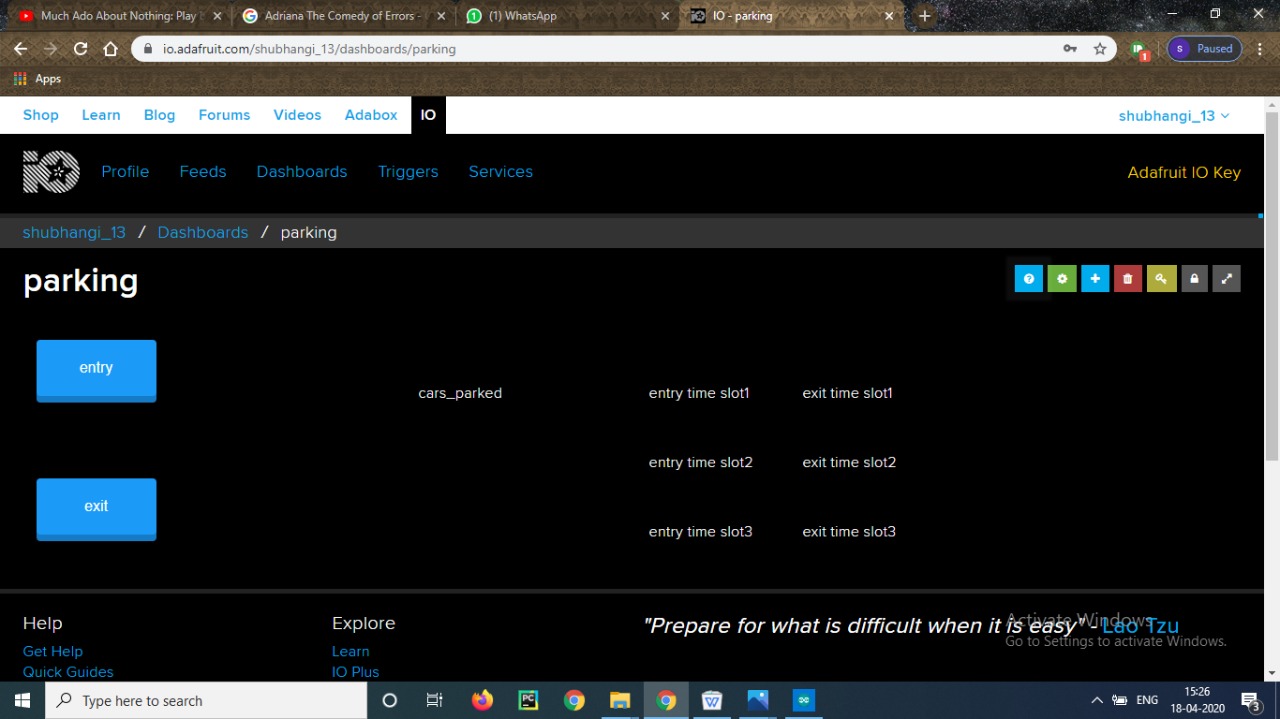 Much Ado About Nothing: Play
Adriana The Comedy of Errors -
(1) WhatsApp
IO - parking
io.adafruit.com/shubhangi_13/dashboards/parking
S Paused
Apps
Shop Learn Blog Forums Videos Adabox IO
shubhangi_13
Profile Feeds Dashboards Triggers Services
Adafruit IO Key
shubhangi_13 / Dashboards / parking
parking
entry
cars_parked
entry time slot1
exit time slot1
entry time slot2
exit time slot2
exit
entry time slot3
exit time slot3
Help
Explore
"Prepare for what is difficult when it is easy" - Lao Tzu
Activate Windows
Go to Settings to activate Windows.
Get Help
Learn
Quick Guides
IO Plus
Type here to search
ENG
15:26
18-04-2020
3